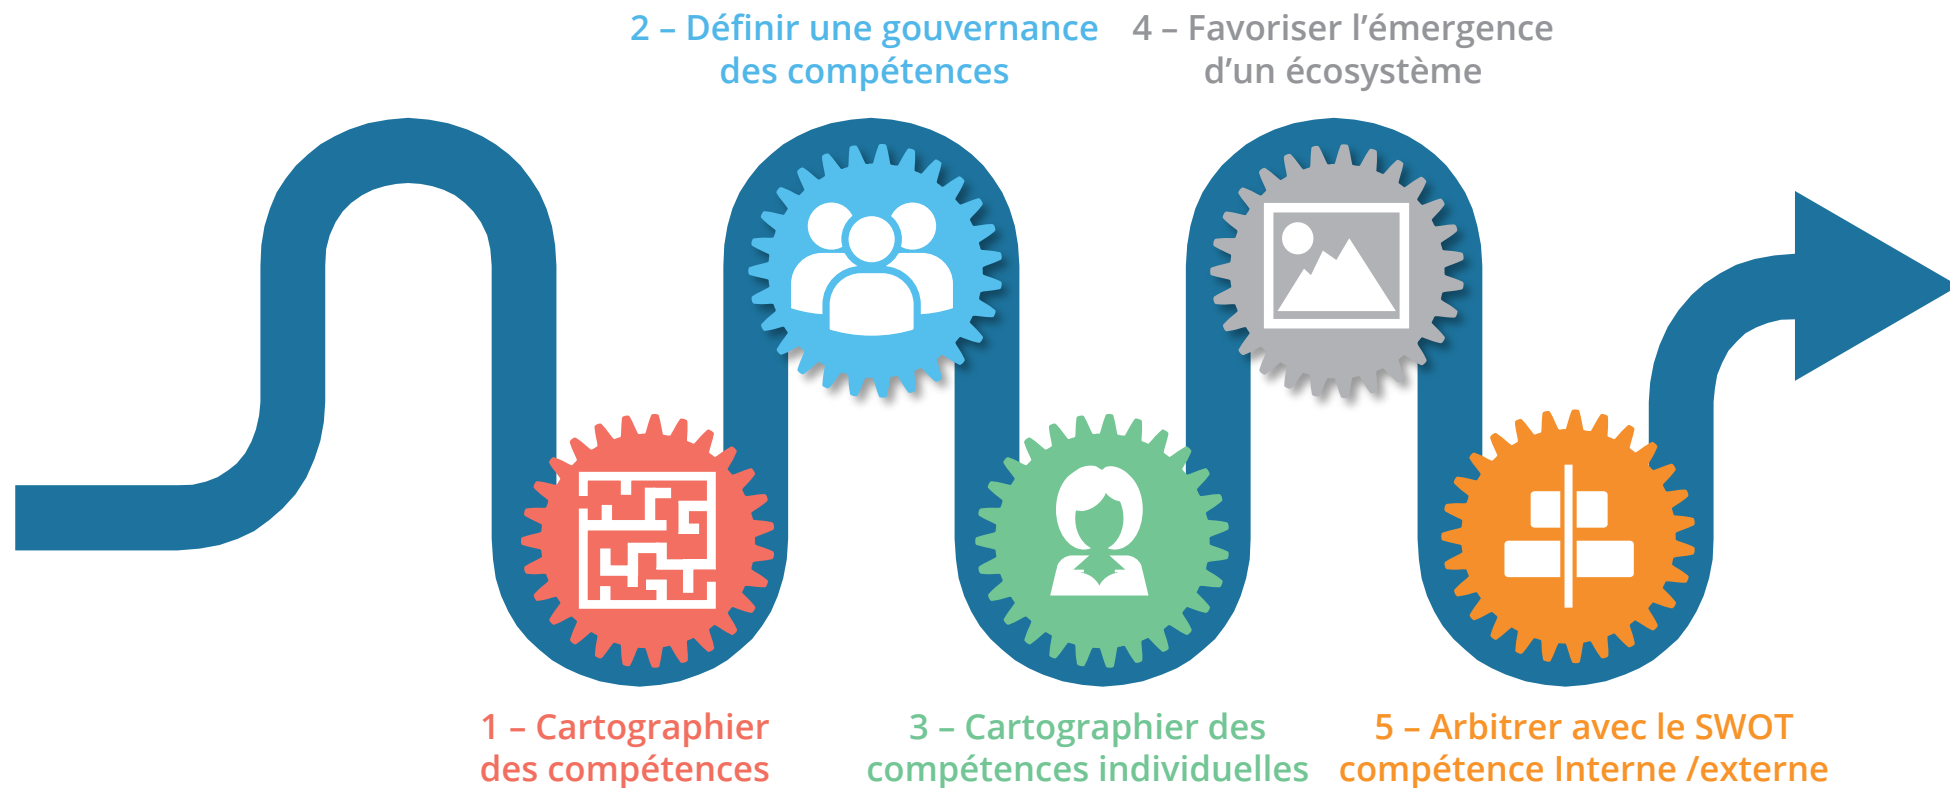 2 – Définir une gouvernance
des compétences
4 – Favoriser l’émergence
d’un écosystème
1 – Cartographier
des compétences
3 – Cartographier des
compétences individuelles
5 – Arbitrer avec le SWOT
compétence Interne /externe